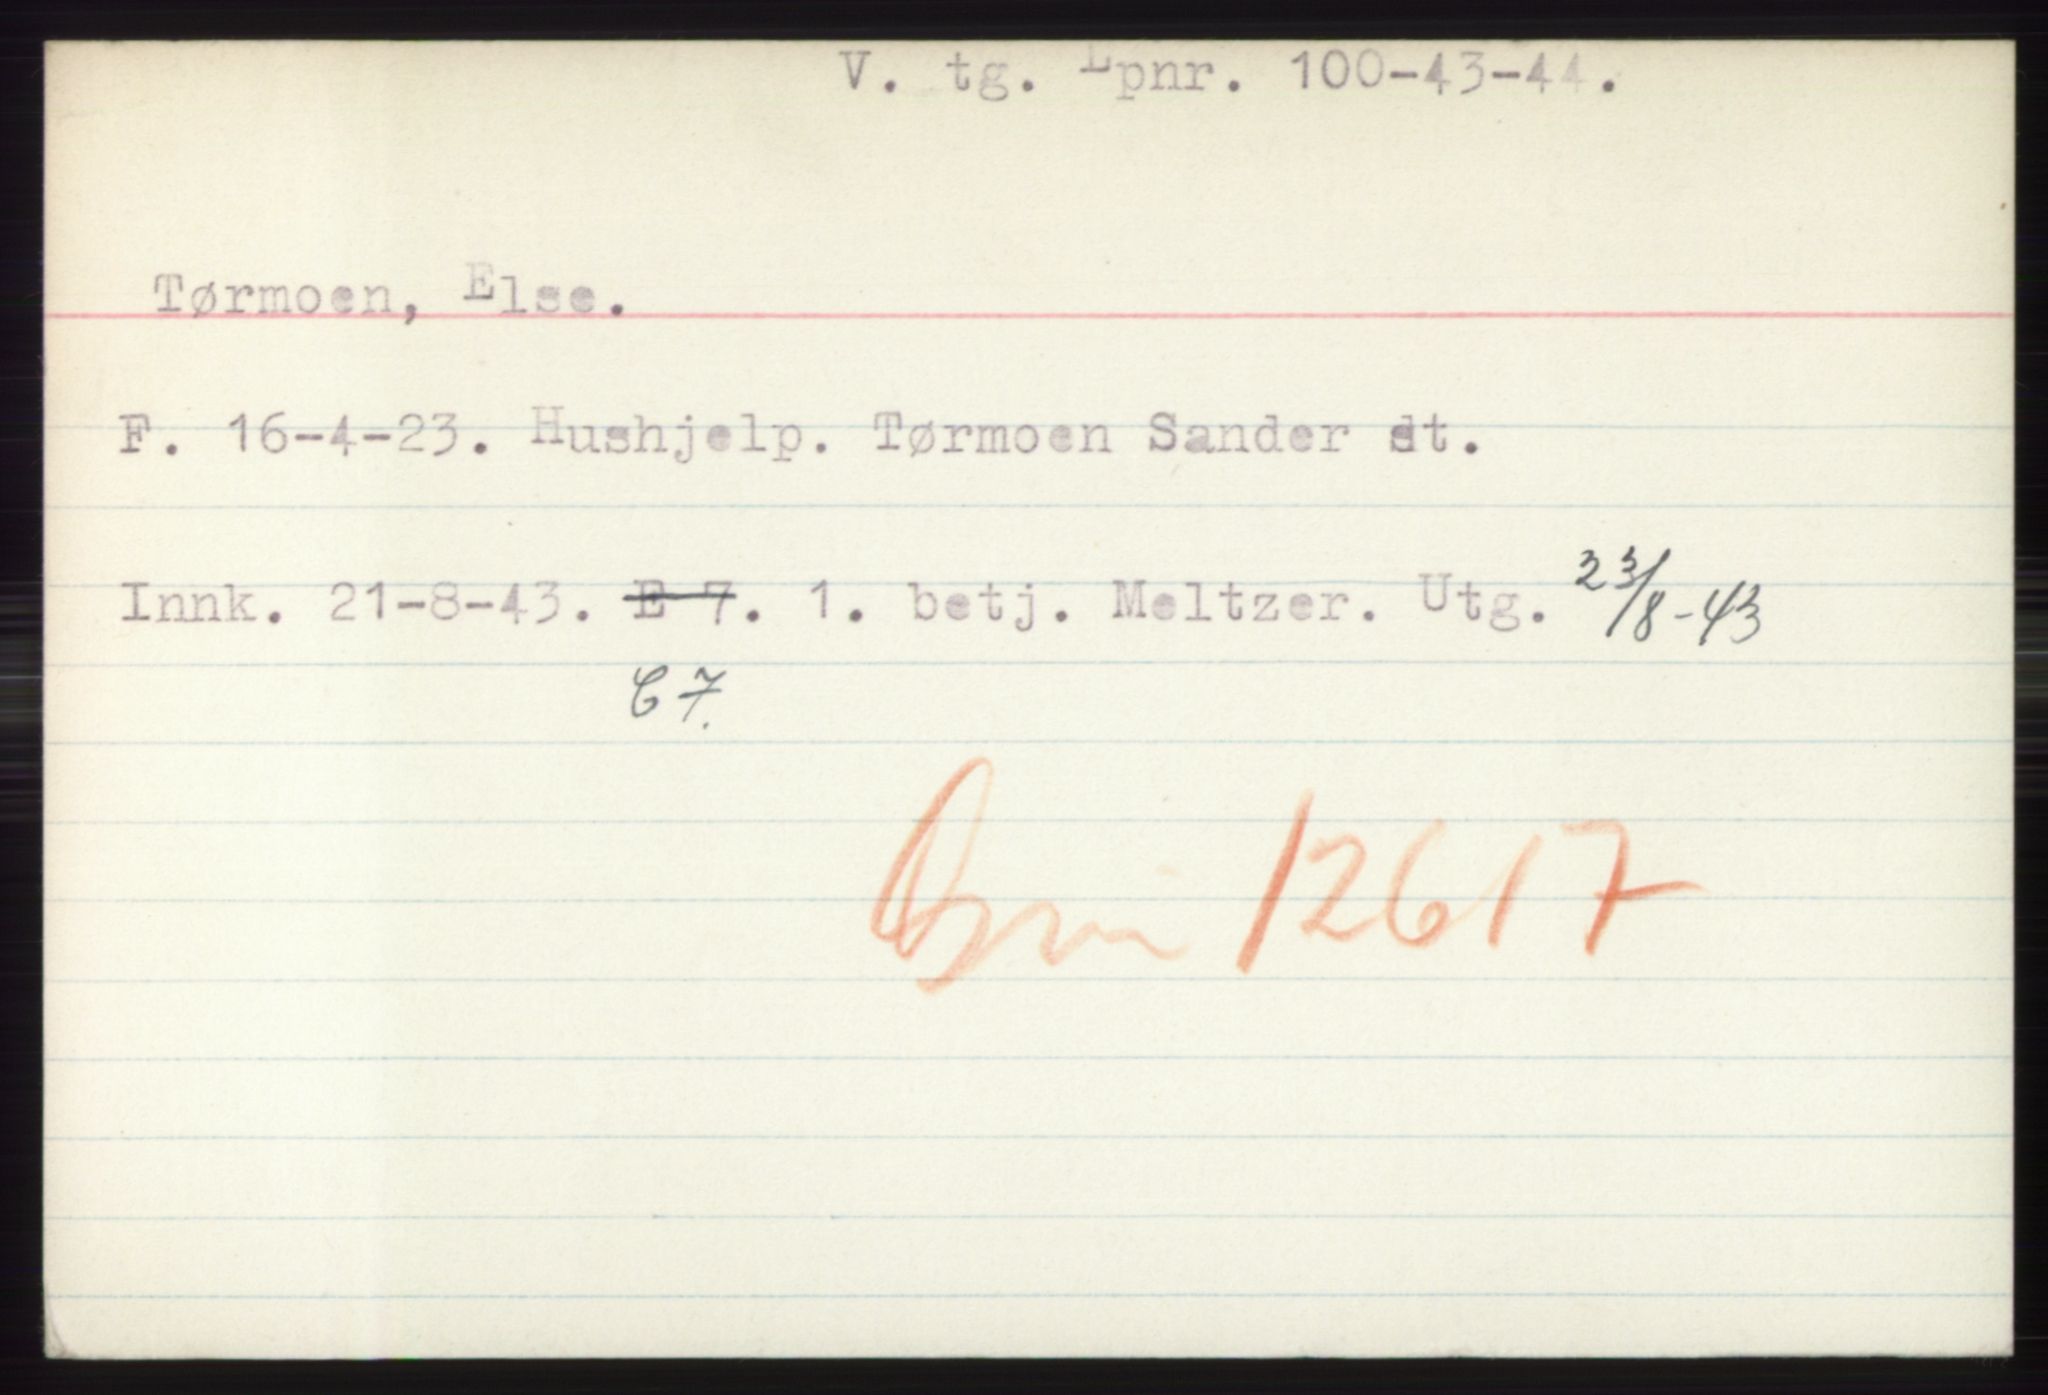 V. tg. Lpnr. 100-43-44.
Tørmoen, Else.
F. 16-4-23. Hushjelp. Tørmoen Sander st.
Innk. 21-8-43. E 7. 1. betj. Meltzer. Utg. 23/8-43
C 7.
12617